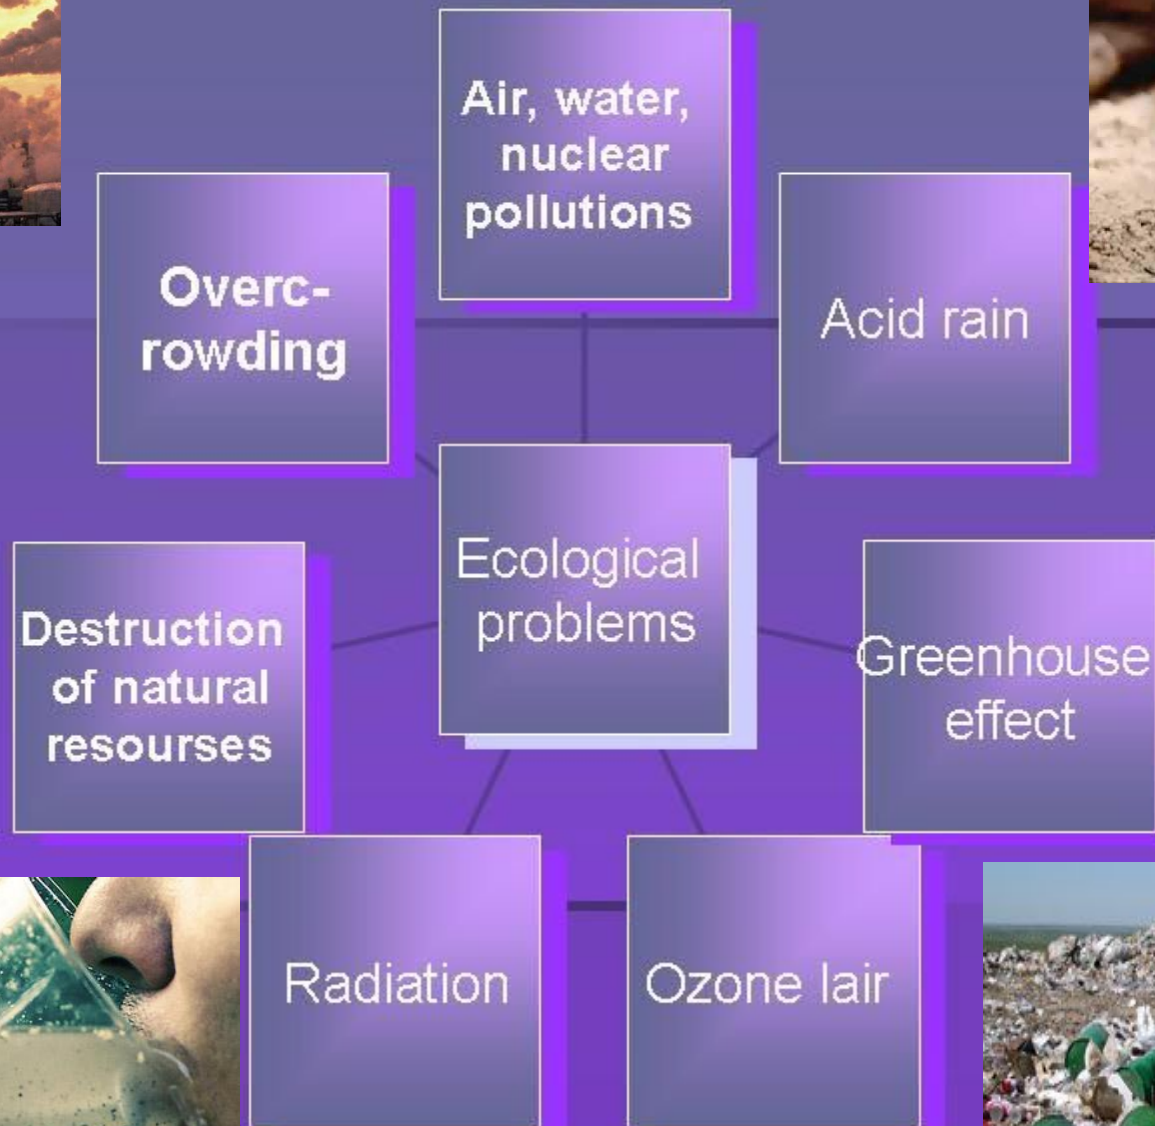 Air, water,
nuclear
pollutions
Overc-
rowding
Acid rain
Ecological
problems
Destruction
of natural
resourses
Greenhouse
effect
Radiation
Ozone lair